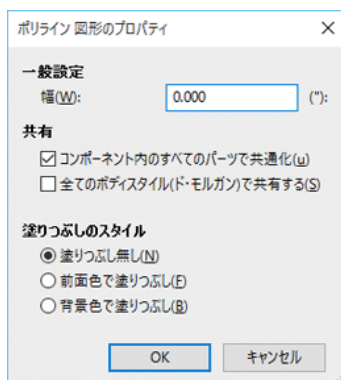 ポリライン 図形のプロパティ
一般設定
幅(W): 0.000 (":
共有
コンポーネント内のすべてのパーツで共通化(u)
全てのボディスタイル(ド・モルガン)で共有する(S)
塗りつぶしのスタイル
塗りつぶし無し(N)
前面色で塗りつぶし(F)
背景色で塗りつぶし(B)
OK キャンセル